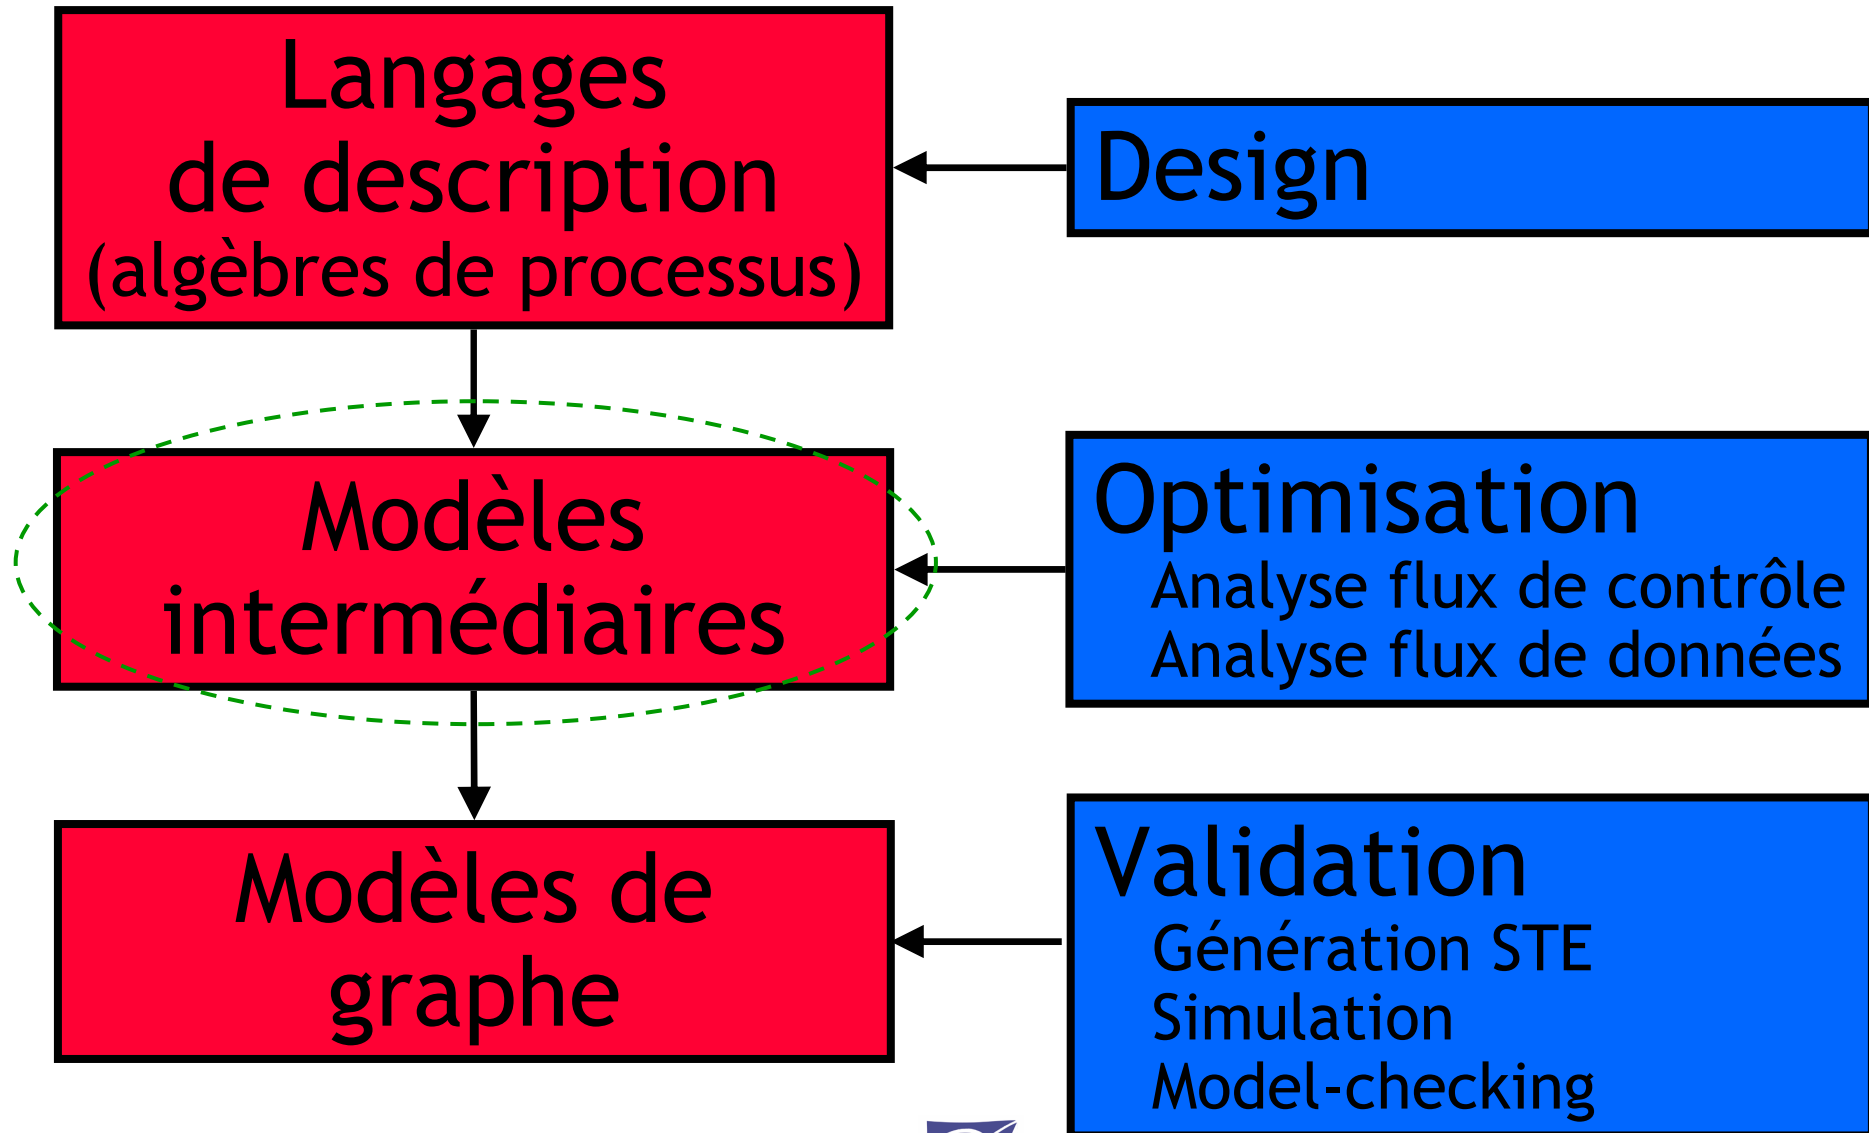 Langages
de description
(algèbres de processus)
Design
Modèles
intermédiaires
Optimisation
Analyse flux de contrôle
Analyse flux de données
Modèles de
graphe
Validation
Génération STE
Simulation
Model-checking